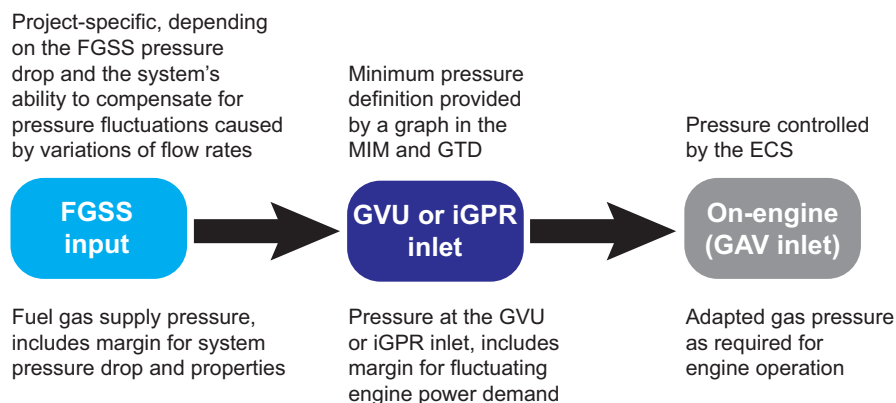 Project-specific, depending
on the FGSS pressure
drop and the system's
ability to compensate for
pressure fluctuations caused
by variations of flow rates
Minimum pressure
definition provided
by a graph in the
MIM and GTD
Pressure controlled
by the ECS
FGSS
input
GVU or iGPR
inlet
On-engine
(GAV inlet)
Fuel gas supply pressure,
includes margin for system
pressure drop and properties
Pressure at the GVU
or iGPR inlet, includes
margin for fluctuating
engine power demand
Adapted gas pressure
as required for
engine operation